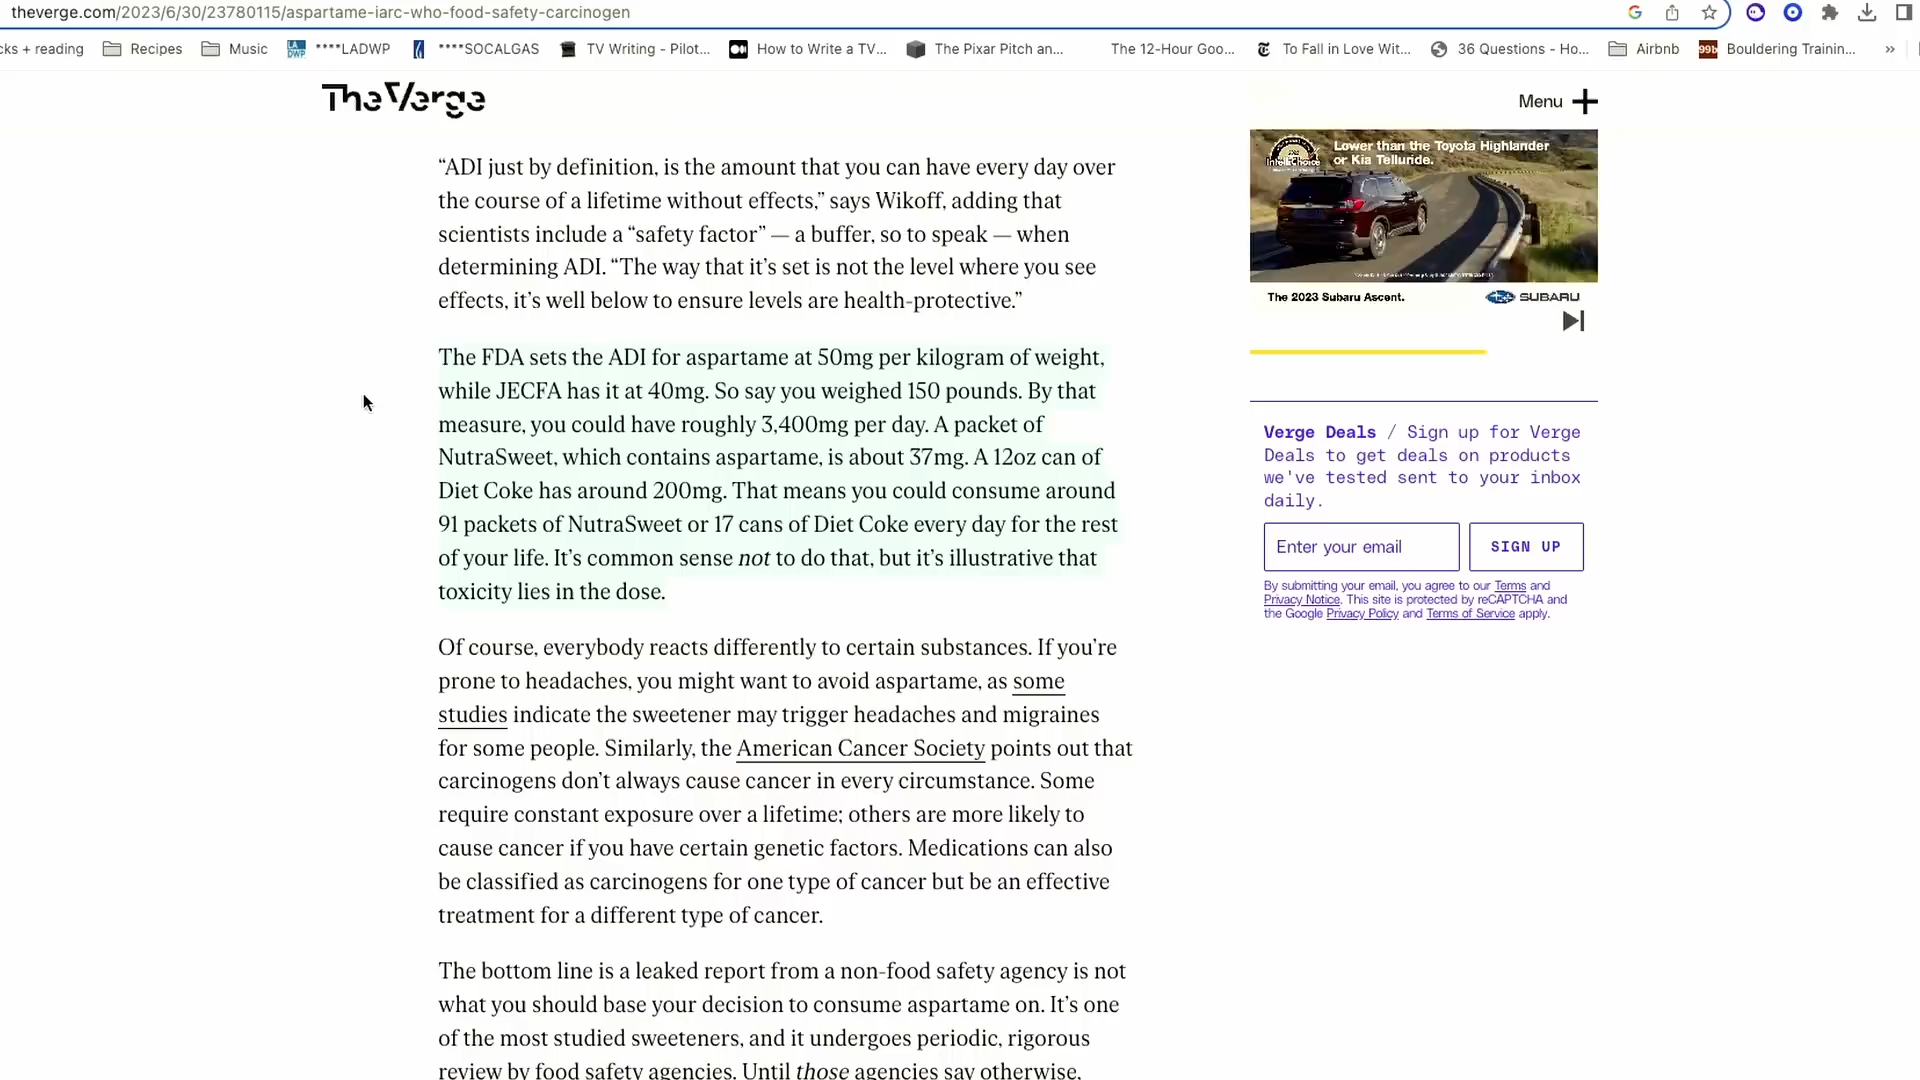 theverge.com/2023/6/30/23780115/aspartame-iarc-who-food-safety-carcinogen
cks + reading Recipes Music ****LADWP ****SOCALGAS TV Writing - Pilot... How to Write a TV... The Pixar Pitch an... The 12-Hour Goo... To Fall in Love Wit... 36 Questions - Ho... Airbnb 99b Bouldering Trainin... »
TheVerge
Menu
“ADI just by definition, is the amount that you can have every day over
the course of a lifetime without effects,” says Wikoff, adding that
scientists include a “safety factor” — a buffer, so to speak — when
determining ADI. “The way that it’s set is not the level where you see
effects, it’s well below to ensure levels are health-protective.”
The FDA sets the ADI for aspartame at 50mg per kilogram of weight,
while JECFA has it at 40mg. So say you weighed 150 pounds. By that
measure, you could have roughly 3,400mg per day. A packet of
NutraSweet, which contains aspartame, is about 37mg. A 12oz can of
Diet Coke has around 200mg. That means you could consume around
91 packets of NutraSweet or 17 cans of Diet Coke every day for the rest
of your life. It’s common sense not to do that, but it’s illustrative that
toxicity lies in the dose.
Of course, everybody reacts differently to certain substances. If you’re
prone to headaches, you might want to avoid aspartame, as some
studies indicate the sweetener may trigger headaches and migraines
for some people. Similarly, the American Cancer Society points out that
carcinogens don’t always cause cancer in every circumstance. Some
require constant exposure over a lifetime; others are more likely to
cause cancer if you have certain genetic factors. Medications can also
be classified as carcinogens for one type of cancer but be an effective
treatment for a different type of cancer.
The bottom line is a leaked report from a non-food safety agency is not
what you should base your decision to consume aspartame on. It’s one
of the most studied sweeteners, and it undergoes periodic, rigorous
review by food safety agencies. Until those agencies say otherwise,
IntelliChoice
Lower than the Toyota Highlander
or Kia Telluride.
The 2023 Subaru Ascent.
SUBARU
Verge Deals / Sign up for Verge
Deals to get deals on products
we've tested sent to your inbox
daily.
Enter your email
SIGN UP
By submitting your email, you agree to our Terms and
Privacy Notice. This site is protected by reCAPTCHA and
the Google Privacy Policy and Terms of Service apply.